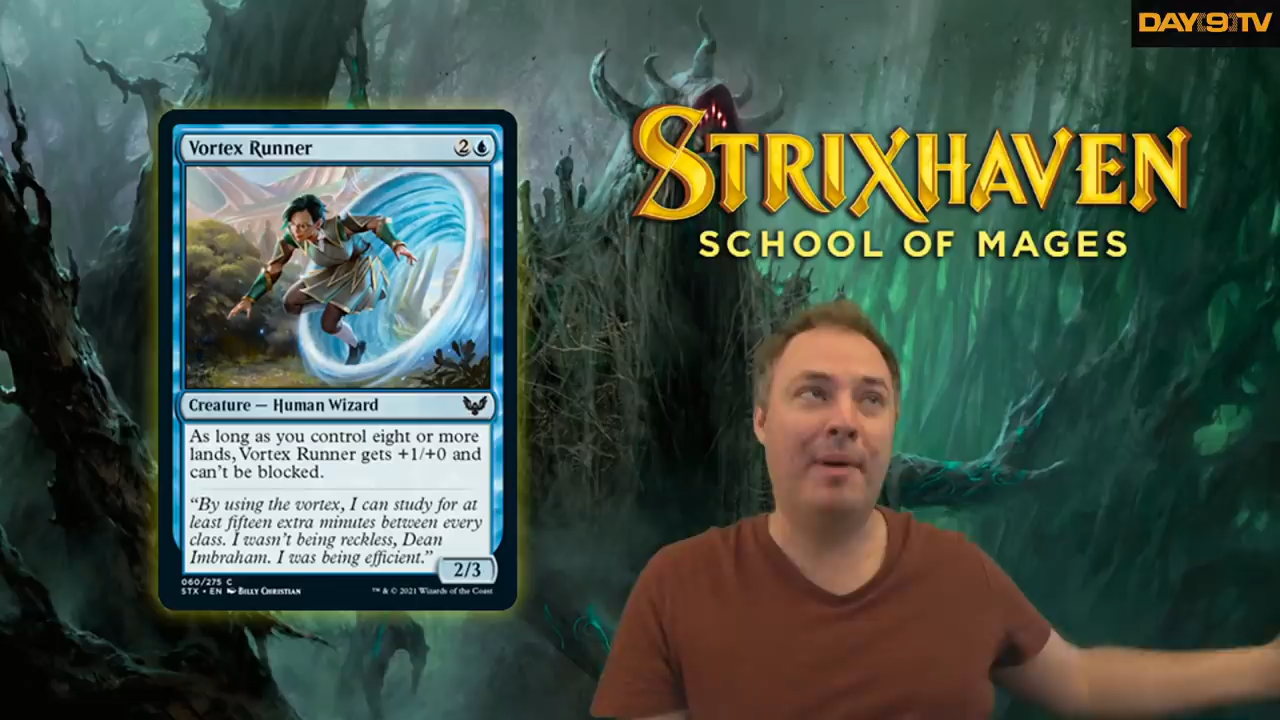 DAY[9]TV
Vortex Runner
2
STRIXHAVEN
SCHOOL OF MAGES
Creature — Human Wizard
As long as you control eight or more
lands, Vortex Runner gets +1/+0 and
can't be blocked.
“By using the vortex, I can study for at
least fifteen extra minutes between every
class. I wasn't being reckless, Dean
Imbraham. I was being efficient.”
2/3
060/275 C
STX • EN Billy Christian
™ & © 2021 Wizards of the Coast